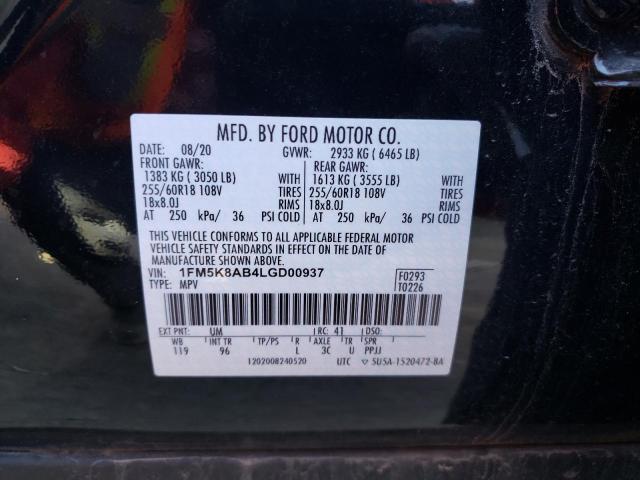 MFD. BY FORD MOTOR CO.
DATE: 08/20 GVWR: 2933 KG ( 6465 LB)
FRONT GAWR: REAR GAWR:
1383 KG ( 3050 LB) WITH 1613 KG ( 3555 LB) WITH
255/60R18 108V TIRES 255/60R18 108V TIRES
18x8.0J RIMS 18x8.0J RIMS
AT 250 kPa/ 36 PSI COLD AT 250 kPa/ 36 PSI COLD
THIS VEHICLE CONFORMS TO ALL APPLICABLE FEDERAL MOTOR
VEHICLE SAFETY STANDARDS IN EFFECT ON THE DATE OF
MANUFACTURE SHOWN ABOVE.
VIN: 1FM5K8AB4LGD00937 F0293
TYPE: MPV T0226
EXT PNT: UM RC: 41 DSO:
WB INT TR TP/PS R AXLE TR SPR
119 96 L 3C U PPJJ
1202008240520 UTC ▽ 5U5A-1520472-BA